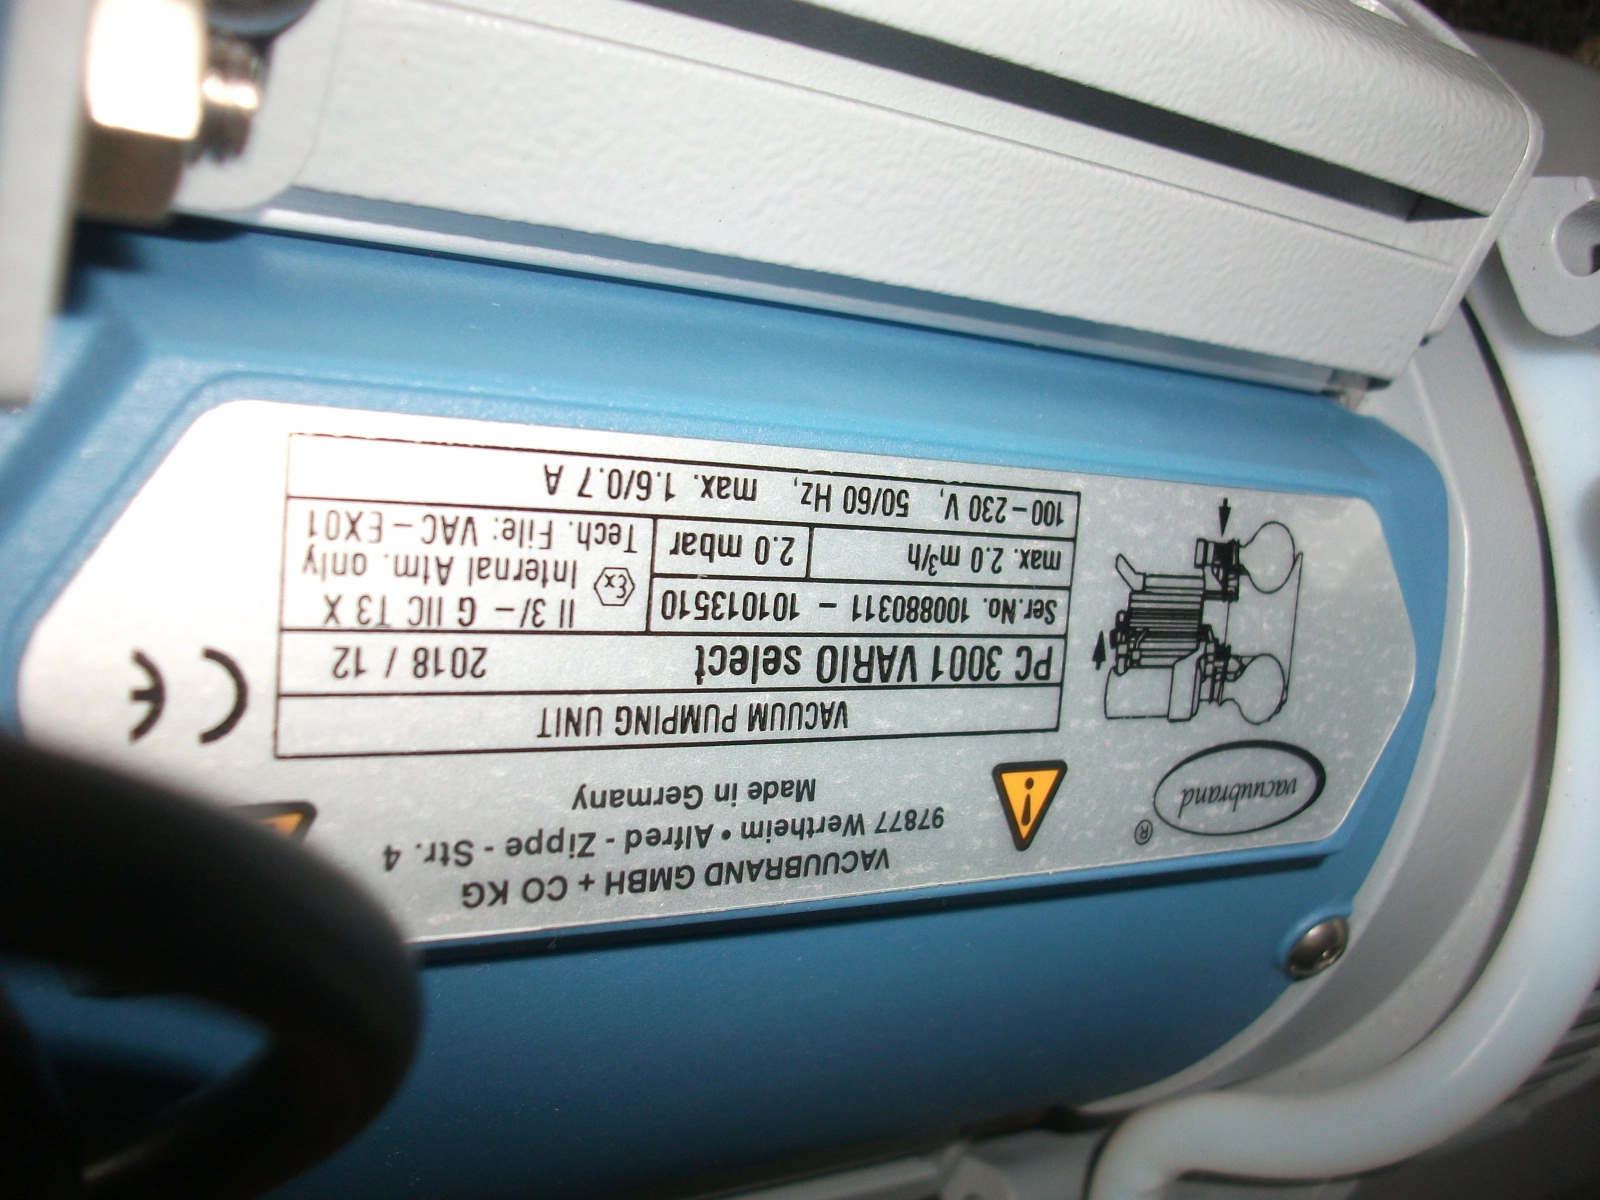 VACUUBRAND GMBH + CO KG
97877 Wertheim • Alfred - Zippe - Str. 4
Made in Germany
vacuubrand ®
VACUUM PUMPING UNIT
PC 3001 VARIO select 2018 / 12
CE
Ser.No. 100880311 - 101013510
II 3/- G IIC T3 X
Ex Internal Atm. only
max. 2.0 m³/h 2.0 mbar
Tech. File: VAC-EX01
100-230 V, 50/60 Hz, max. 1.6/0.7 A